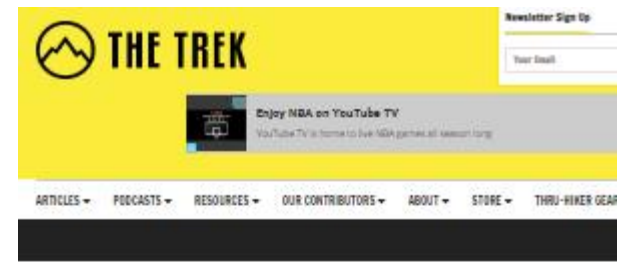 THE TREK
Newsletter Sign Up
Your Email
Enjoy NBA on YouTube TV
YouTube TV is home to live NBA games all season long
ARTICLES PODCASTS RESOURCES OUR CONTRIBUTORS ABOUT STORE THRU-HIKER GEAR